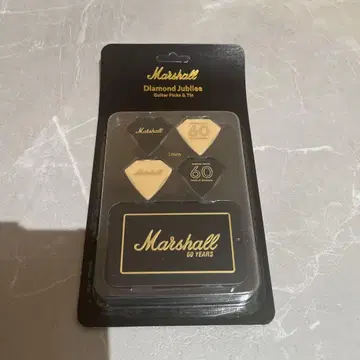 Marshall
Diamond Jubilee
Guitar Picks & Tin
Marshall
60
Marshall
60
Marshall
60 YEARS